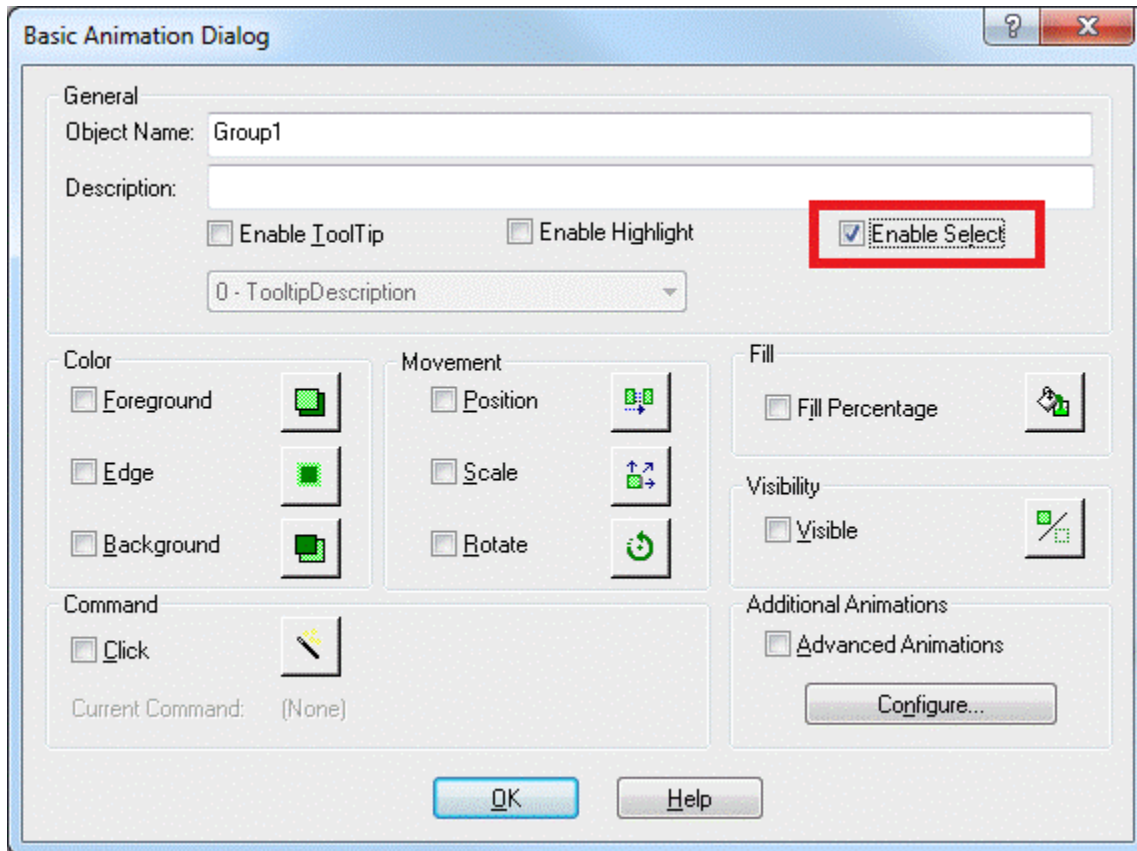 Basic Animation Dialog
General
Object Name: Group1
Description:
Enable ToolTip Enable Highlight Enable Select
0 - TooltipDescription
Color
Foreground
Edge
Background
Movement
Position
Scale
Rotate
Fill
Fill Percentage
Visibility
Visible
Command
Click
Current Command: (None)
Additional Animations
Advanced Animations
Configure...
OK Help